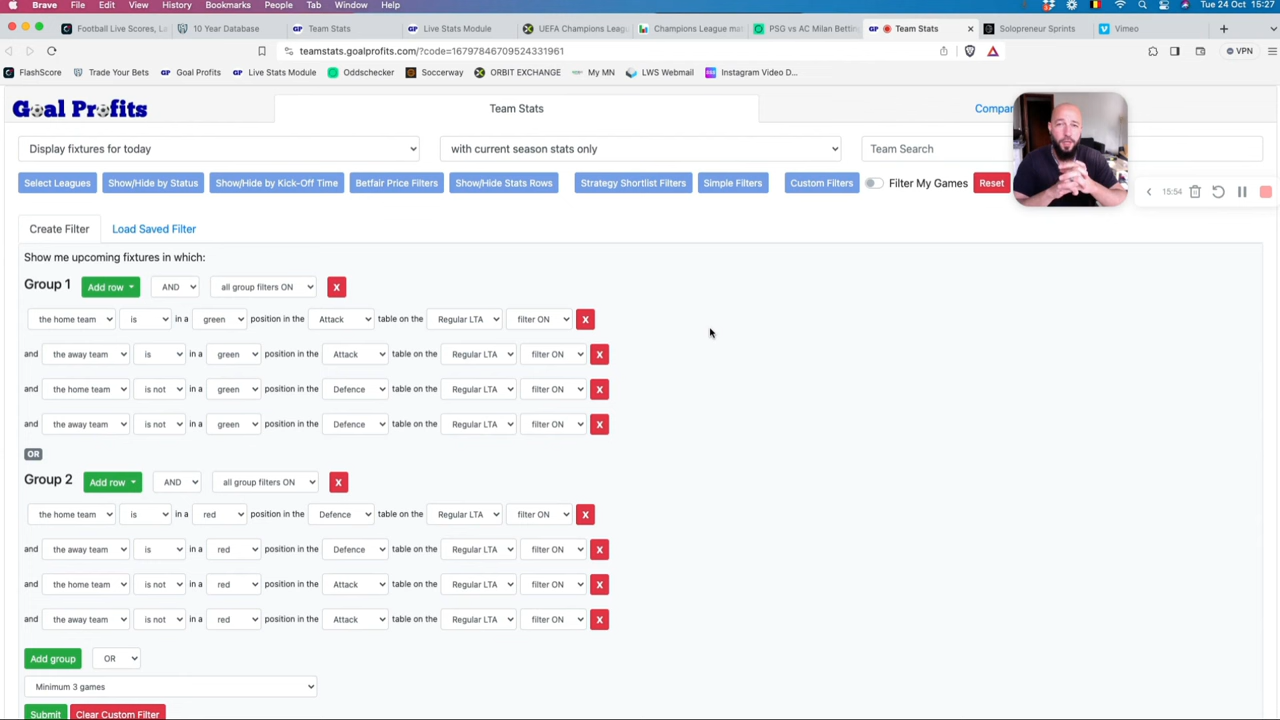 Brave File Edit View History Bookmarks People Tab Window Help Tue 24 Oct 15:27
Football Live Scores, L 10 Year Database GP Team Stats GP Live Stats Module UEFA Champions Leag Champions League mat PSG vs AC Milan Bettin GP Team Stats Solopreneur Sprints Vimeo
teamstats.goalprofits.com/?code=16797846709524331961 VPN
FlashScore Trade Your Bets GP Goal Profits GP Live Stats Module Oddschecker Soccerway ORBIT EXCHANGE My MN LWS Webmail Instagram Video D...
Goal Profits Team Stats Compar
Display fixtures for today with current season stats only Team Search
Select Leagues Show/Hide by Status Show/Hide by Kick-Off Time Betfair Price Filters Show/Hide Stats Rows Strategy Shortlist Filters Simple Filters Custom Filters Filter My Games Reset 15:54
Create Filter Load Saved Filter
Show me upcoming fixtures in which:
Group 1 Add row AND all group filters ON X
the home team is in a green position in the Attack table on the Regular LTA filter ON X
and the away team is in a green position in the Attack table on the Regular LTA filter ON X
and the home team is not in a green position in the Defence table on the Regular LTA filter ON X
and the away team is not in a green position in the Defence table on the Regular LTA filter ON X
OR
Group 2 Add row AND all group filters ON X
the home team is in a red position in the Defence table on the Regular LTA filter ON X
and the away team is in a red position in the Defence table on the Regular LTA filter ON X
and the home team is not in a red position in the Attack table on the Regular LTA filter ON X
and the away team is not in a red position in the Attack table on the Regular LTA filter ON X
Add group OR
Minimum 3 games
Submit Clear Custom Filter